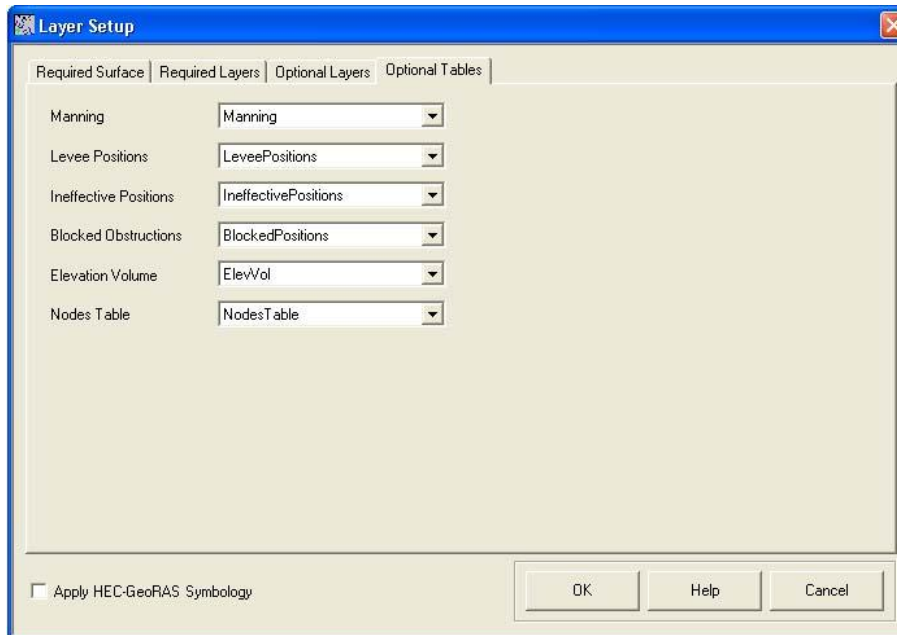 Layer Setup
Required Surface Required Layers Optional Layers Optional Tables
Manning Manning
Levee Positions LeveePositions
Ineffective Positions IneffectivePositions
Blocked Obstructions BlockedPositions
Elevation Volume ElevVol
Nodes Table NodesTable
Apply HEC-GeoRAS Symbology OK Help Cancel